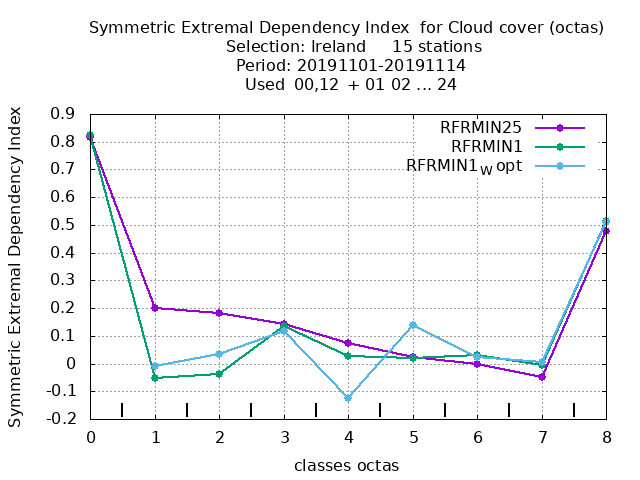 Symmetric Extremal Dependency Index for Cloud cover (octas)
Selection: Ireland 15 stations
Period: 20191101-20191114
Used 00,12 + 01 02 ... 24
Symmetric Extremal Dependency Index
0.9
0.8
0.7
0.6
0.5
0.4
0.3
0.2
0.1
0
-0.1
-0.2
RFRMIN25
RFRMIN1
RFRMIN1W opt
0 1 2 3 4 5 6 7 8
classes octas